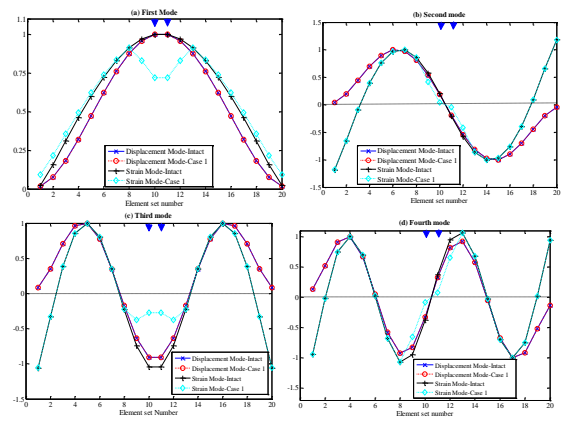 (a) First Mode
1.1
1
0.75
0.5
0.25
0
0 2 4 6 8 10 12 14 16 18 20
Element set number
Displacement Mode-Intact
Displacement Mode-Case 1
Strain Mode-Intact
Strain Mode-Case 1
(b) Second mode
1.5
1
0.5
0
-0.5
-1
-1.5
0 2 4 6 8 10 12 14 16 18 20
Element set number
Displacement Mode-Intact
Displacement Mode-Case 1
Strain Mode-Intact
Strain Mode-Case 1
(c) Third mode
1
0.5
0
-0.5
-1
-1.5
0 2 4 6 8 10 12 14 16 18 20
Element set Number
Displacement Mode-Intact
Displacement Mode-Case 1
Strain Mode-Intact
Strain Mode-Case 1
(d) Fourth mode
1
0.5
0
-0.5
-1
-1.5
0 2 4 6 8 10 12 14 16 18 20
Element set number
Displacement Mode-Intact
Displacement Mode-Case 1
Strain Mode-Intact
Strain Mode-Case 1